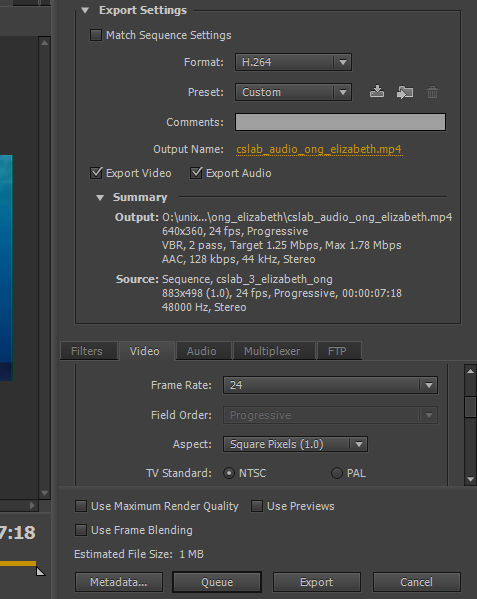 Export Settings
Match Sequence Settings
Format: H.264
Preset: Custom
Comments:
Output Name: cslab_audio_ong_elizabeth.mp4
Export Video Export Audio
Summary
Output: O:\unix...\ong_elizabeth\cslab_audio_ong_elizabeth.mp4
640x360, 24 fps, Progressive
VBR, 2 pass, Target 1.25 Mbps, Max 1.78 Mbps
AAC, 128 kbps, 44 kHz, Stereo
Source: Sequence, cslab_3_elizabeth_ong
883x498 (1.0), 24 fps, Progressive, 00:00:07:18
48000 Hz, Stereo
Filters Video Audio Multiplexer FTP
Frame Rate: 24
Field Order: Progressive
Aspect: Square Pixels (1.0)
TV Standard: NTSC PAL
Use Maximum Render Quality Use Previews
7:18
Use Frame Blending
Estimated File Size: 1 MB
Metadata... Queue Export Cancel